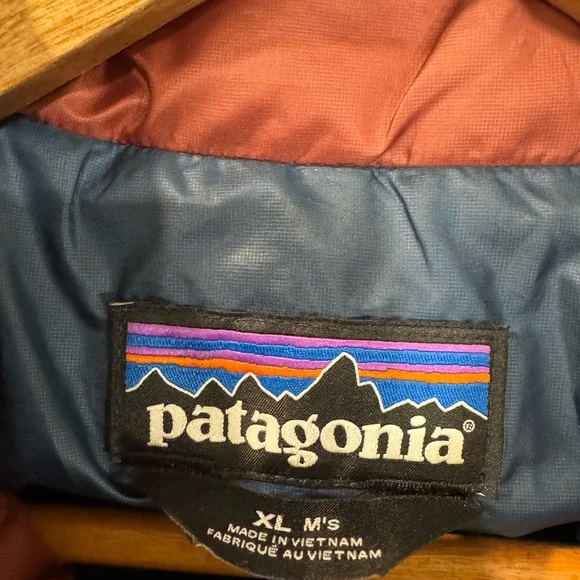 patagonia®
XL M's
MADE IN VIETNAM
FABRIQUÉ AU VIETNAM